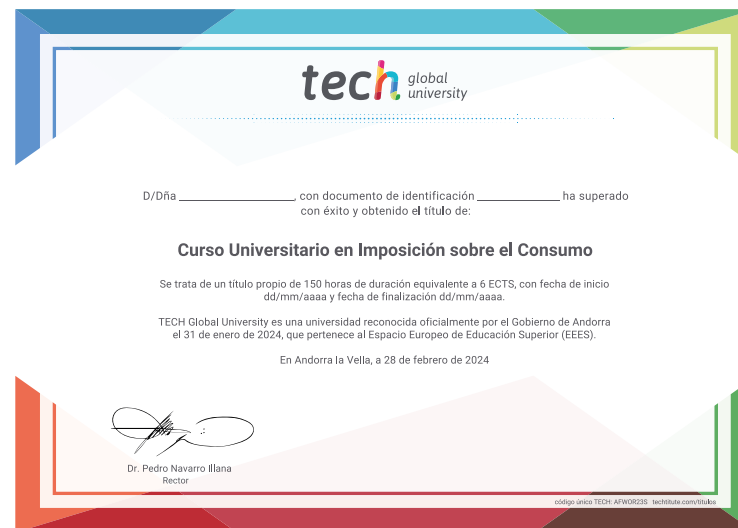 tech global university
D/Dña ______________, con documento de identificación ____________ ha superado
con éxito y obtenido el título de:
Curso Universitario en Imposición sobre el Consumo
Se trata de un título propio de 150 horas de duración equivalente a 6 ECTS, con fecha de inicio
dd/mm/aaaa y fecha de finalización dd/mm/aaaa.
TECH Global University es una universidad reconocida oficialmente por el Gobierno de Andorra
el 31 de enero de 2024, que pertenece al Espacio Europeo de Educación Superior (EEES).
En Andorra la Vella, a 28 de febrero de 2024
Dr. Pedro Navarro Illana
Rector
código único TECH: AFWOR23S techtitute.com/titulos